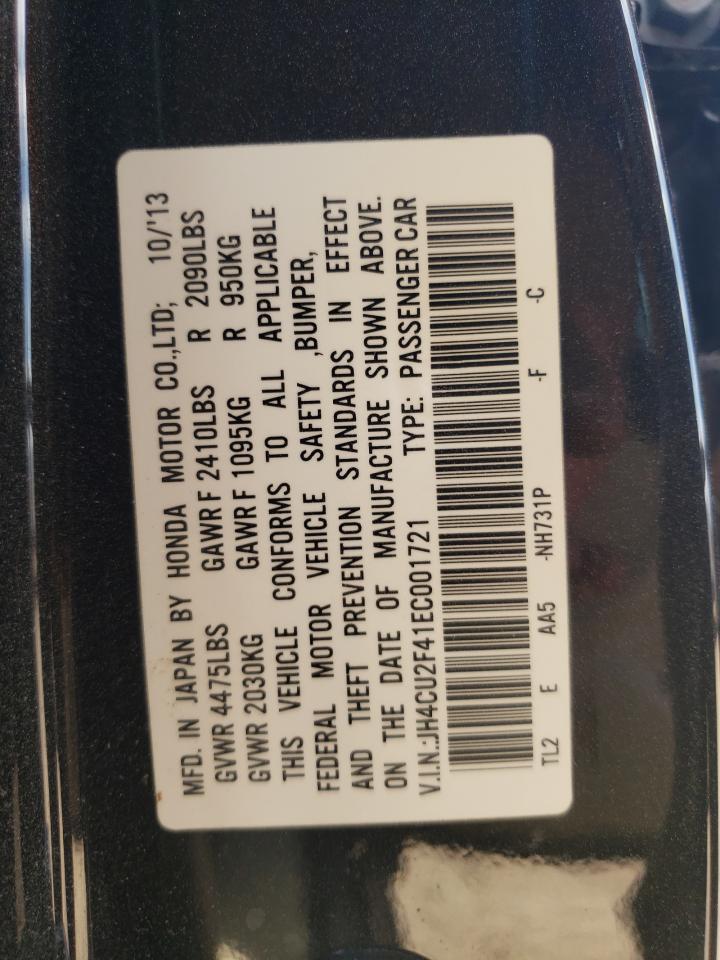 MFD. IN JAPAN BY HONDA MOTOR CO.,LTD; 10/'13
GVWR 4475LBS GAWR F 2410LBS R 2090LBS
GVWR 2030KG GAWR F 1095KG R 950KG
THIS VEHICLE CONFORMS TO ALL APPLICABLE
FEDERAL MOTOR VEHICLE SAFETY ,BUMPER,
AND THEFT PREVENTION STANDARDS IN EFFECT
ON THE DATE OF MANUFACTURE SHOWN ABOVE.
V.I.N.:JH4CU2F41EC001721 TYPE: PASSENGER CAR
TL2 E AA5 -NH731P -F -C